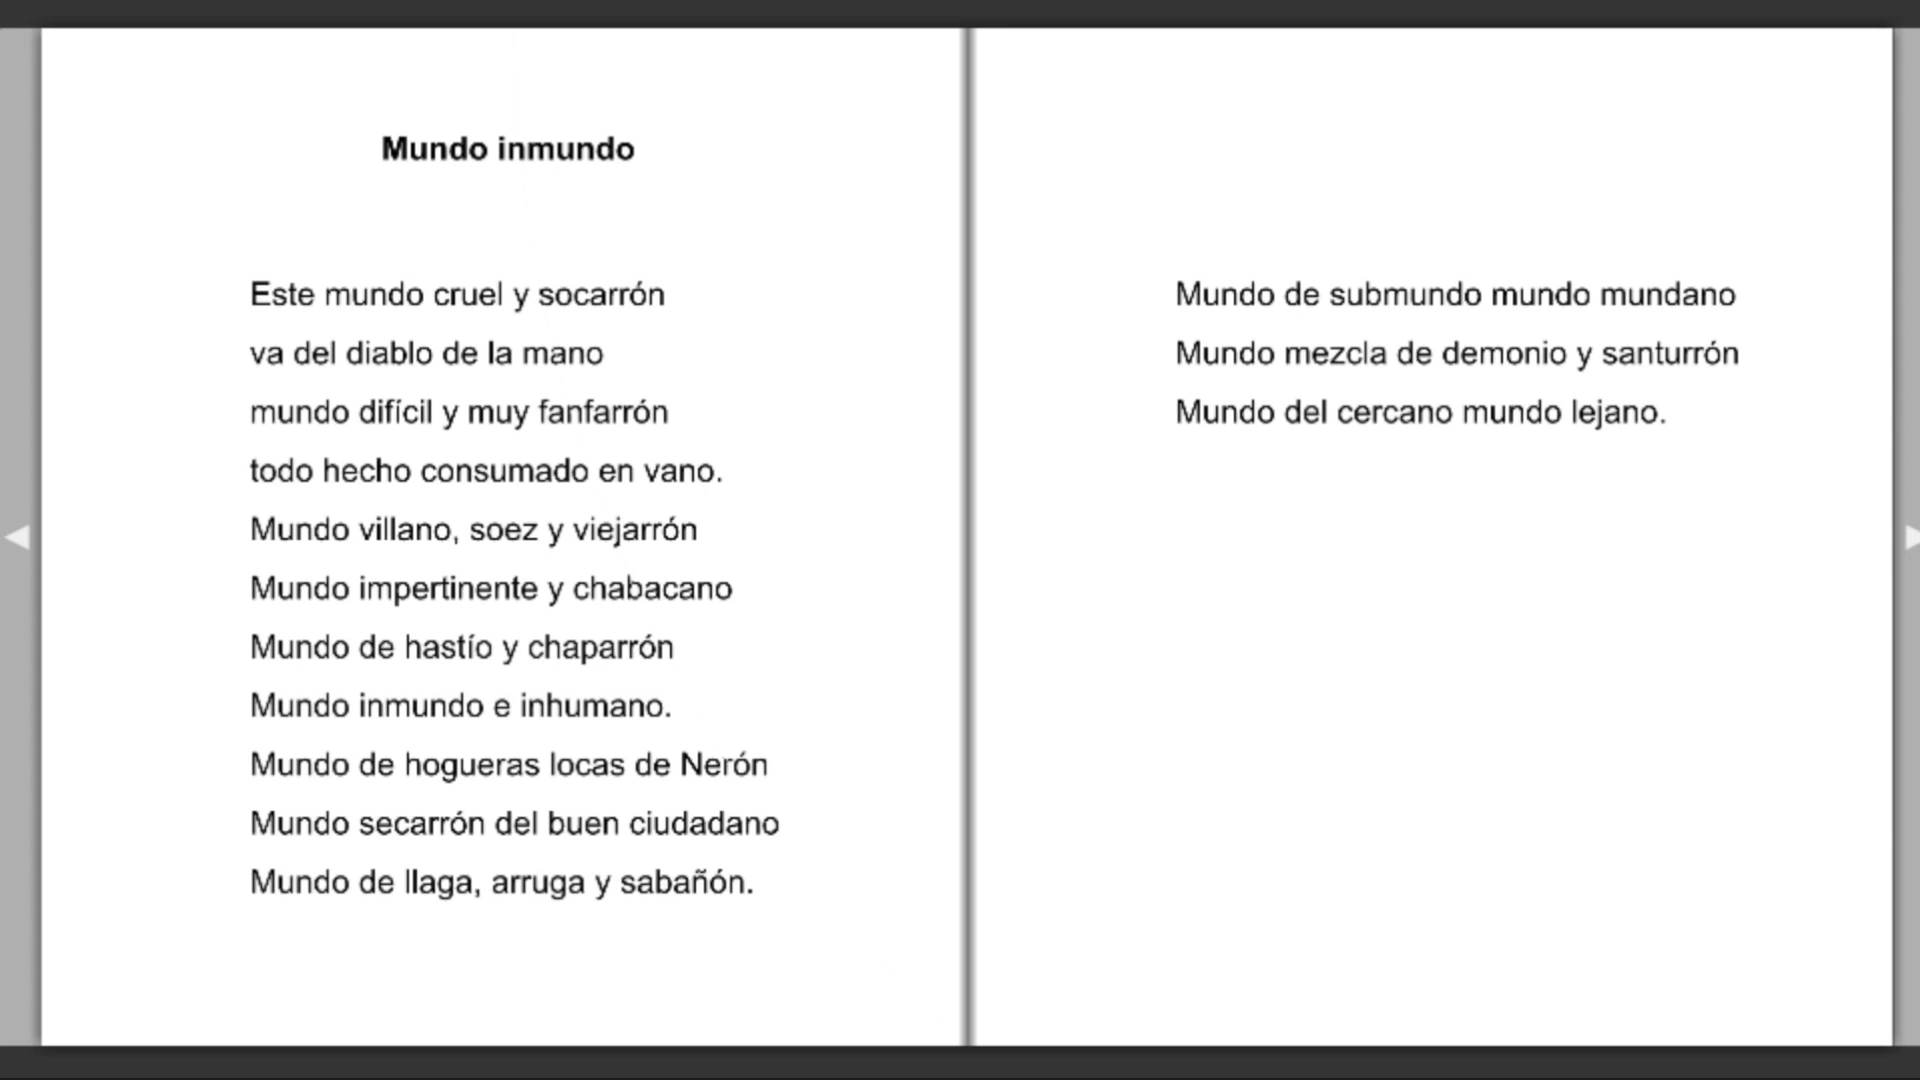 Mundo inmundo
Este mundo cruel y socarrón
va del diablo de la mano
mundo difícil y muy fanfarrón
todo hecho consumado en vano.
Mundo villano, soez y viejarrón
Mundo impertinente y chabacano
Mundo de hastío y chaparrón
Mundo inmundo e inhumano.
Mundo de hogueras locas de Nerón
Mundo secarrón del buen ciudadano
Mundo de llaga, arruga y sabañón.
Mundo de submundo mundo mundano
Mundo mezcla de demonio y santurrón
Mundo del cercano mundo lejano.